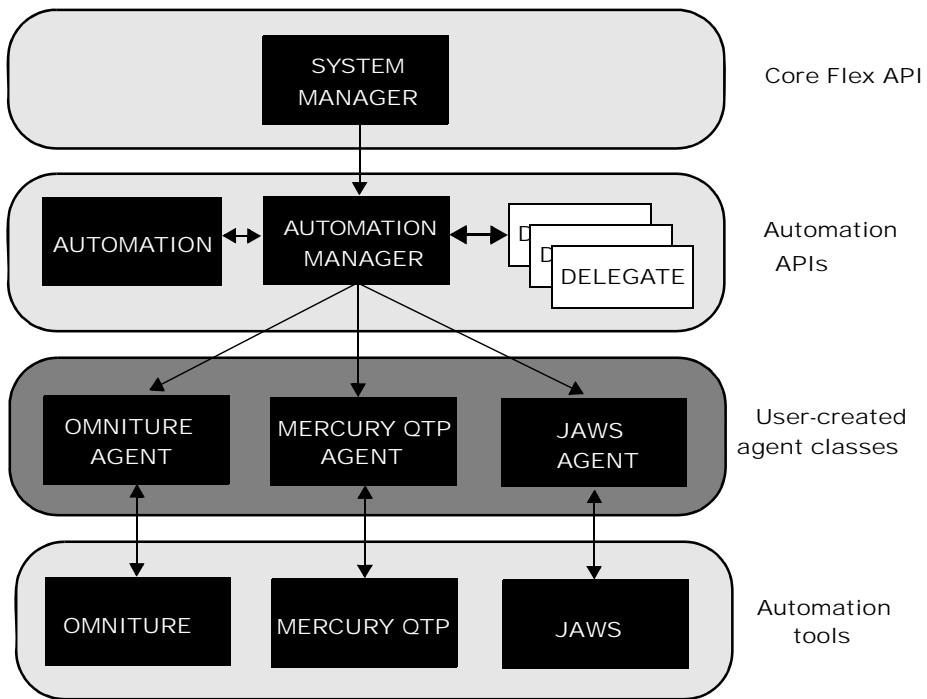 SYSTEM
MANAGER
Core Flex API
AUTOMATION
AUTOMATION
MANAGER
D
D
DELEGATE
Automation
APIs
OMNITURE
AGENT
MERCURY QTP
AGENT
JAWS
AGENT
User-created
agent classes
OMNITURE
MERCURY QTP
JAWS
Automation
tools